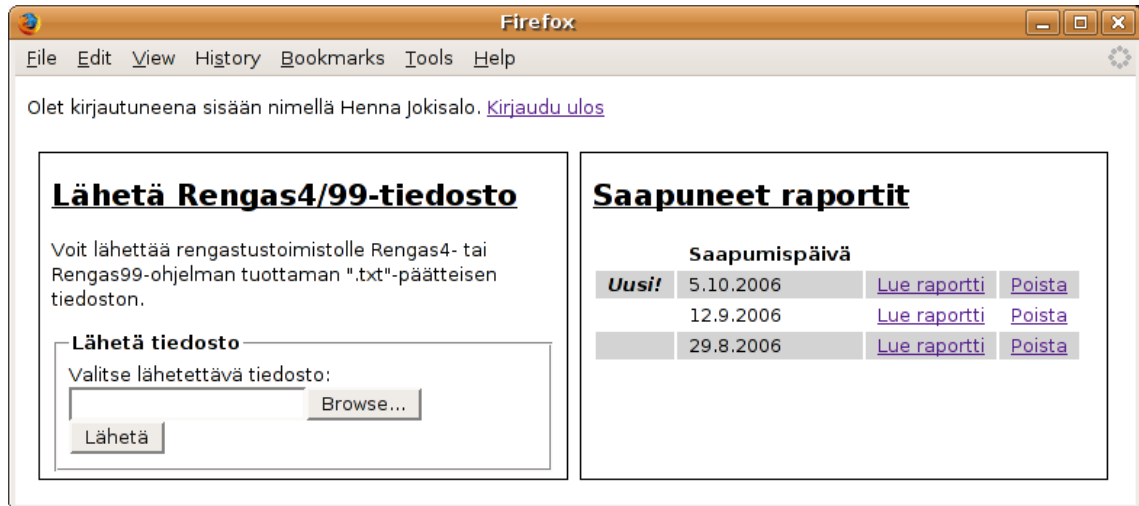 Firefox
File Edit View History Bookmarks Tools Help
Olet kirjautuneena sisään nimellä Henna Jokisalo. Kirjaudu ulos
Lähetä Rengas4/99-tiedosto
Voit lähettää rengastustoimistolle Rengas4- tai
Rengas99-ohjelman tuottaman ".txt"-päätteisen
tiedoston.
Lähetä tiedosto
Valitse lähetettävä tiedosto:
Browse...
Lähetä
Saapuneet raportit
Saapumispäivä
Uusi! 5.10.2006 Lue raportti Poista
12.9.2006 Lue raportti Poista
29.8.2006 Lue raportti Poista